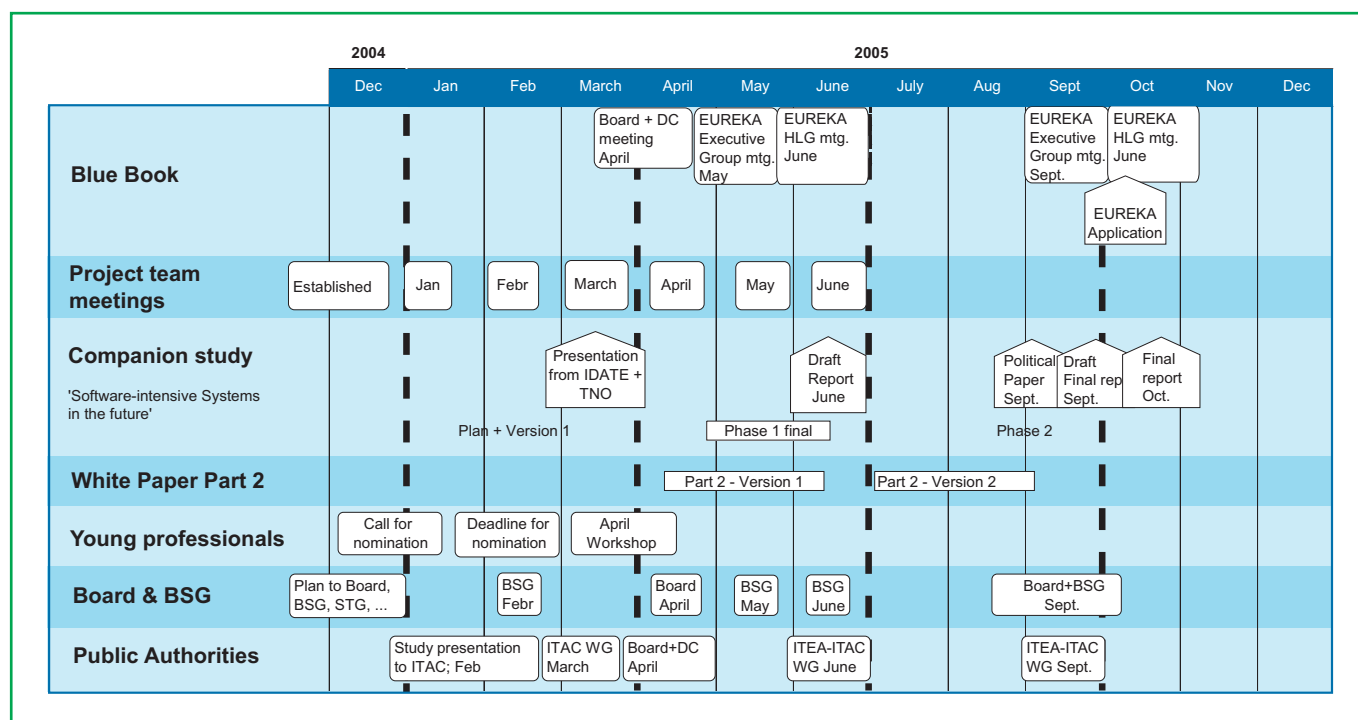 2004
2005
Dec
Jan
Feb
March
April
May
June
July
Aug
Sept
Oct
Nov
Dec
Blue Book
Board + DC
meeting
April
EUREKA
Executive
Group mtg.
May
EUREKA
HLG mtg.
June
EUREKA
Executive
Group mtg.
Sept.
EUREKA
HLG mtg.
June
EUREKA
Application
Project team
meetings
Established
Jan
Febr
March
April
May
June
Companion study
'Software-intensive Systems
in the future'
Presentation
from IDATE +
TNO
Draft
Report
June
Political
Paper
Sept.
Draft
Final rep
Sept.
Final
report
Oct.
Plan + Version 1
Phase 1 final
Phase 2
White Paper Part 2
Part 2 - Version 1
Part 2 - Version 2
Young professionals
Call for
nomination
Deadline for
nomination
April
Workshop
Board & BSG
Plan to Board,
BSG, STG, ...
BSG
Febr
Board
April
BSG
May
BSG
June
Board+BSG
Sept.
Public Authorities
Study presentation
to ITAC; Feb
ITAC WG
March
Board+DC
April
ITEA-ITAC
WG June
ITEA-ITAC
WG Sept.